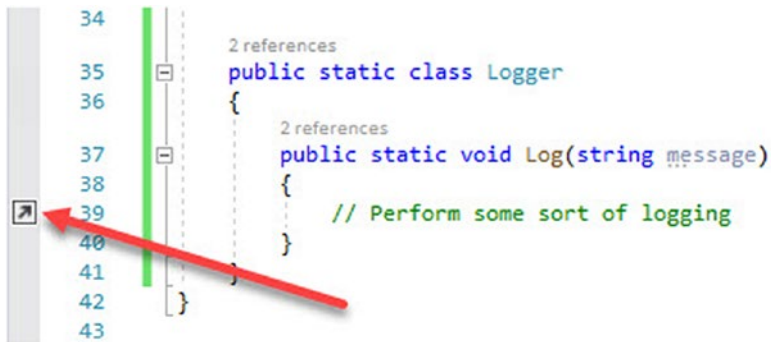 34
2 references
35 public static class Logger
36 {
2 references
37 public static void Log(string message)
38 {
39 // Perform some sort of logging
40 }
41 }
42 }
43